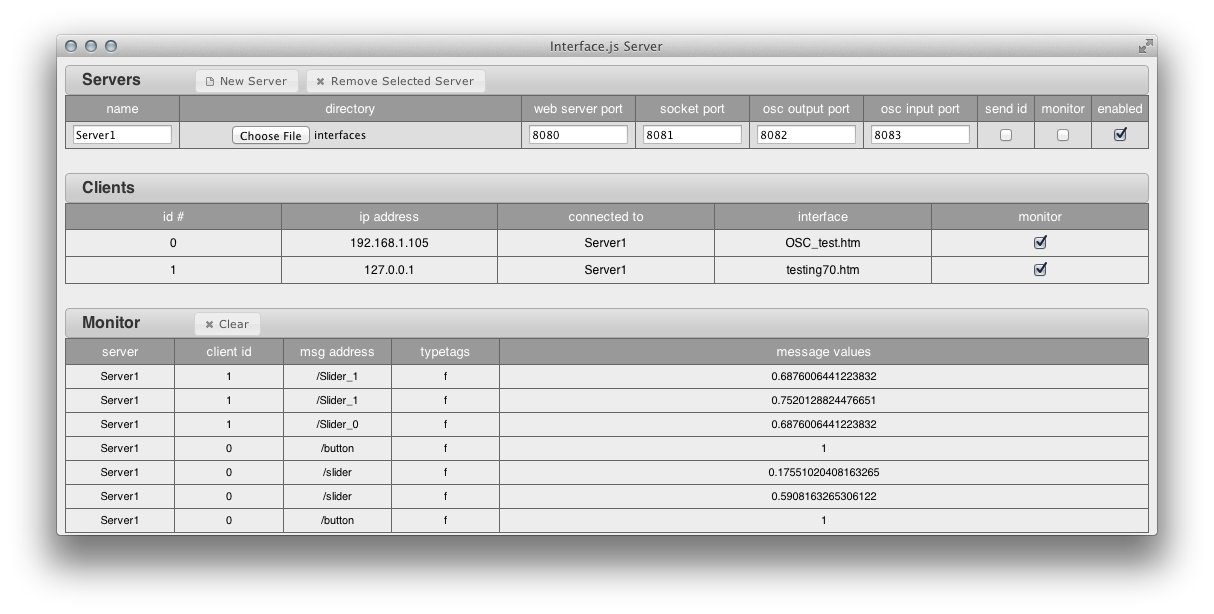 Interface.js Server
Servers New Server Remove Selected Server
name directory web server port socket port osc output port osc input port send id monitor enabled
Server1 Choose File interfaces 8080 8081 8082 8083
Clients
id # ip address connected to interface monitor
0 192.168.1.105 Server1 OSC_test.htm
1 127.0.0.1 Server1 testing70.htm
Monitor Clear
server client id msg address typetags message values
Server1 1 /Slider_1 f 0.6876006441223832
Server1 1 /Slider_1 f 0.7520128824476651
Server1 1 /Slider_0 f 0.6876006441223832
Server1 0 /button f 1
Server1 0 /slider f 0.17551020408163265
Server1 0 /slider f 0.5908163265306122
Server1 0 /button f 1